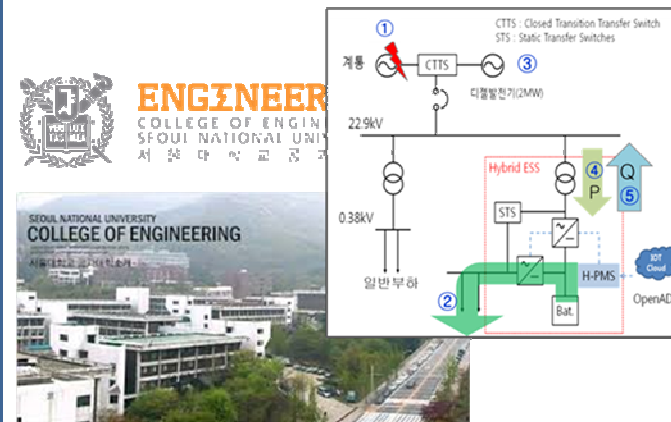 CTTS : Closed Transition Transfer Switch
STS : Static Transfer Switches
①
계통
CTTS
③
디젤발전기(2MW)
22.9kV
ENGINEER
COLLEGE OF ENGIN
SEOUL NATIONAL UNI
서 울 대 학 교 공
Hybrid ESS
④
P
Q
⑤
0.38kV
STS
일반부하
②
H-PMS
IOT
Cloud
OpenAD
Bat.
SEOUL NATIONAL UNIVERSITY
COLLEGE OF ENGINEERING